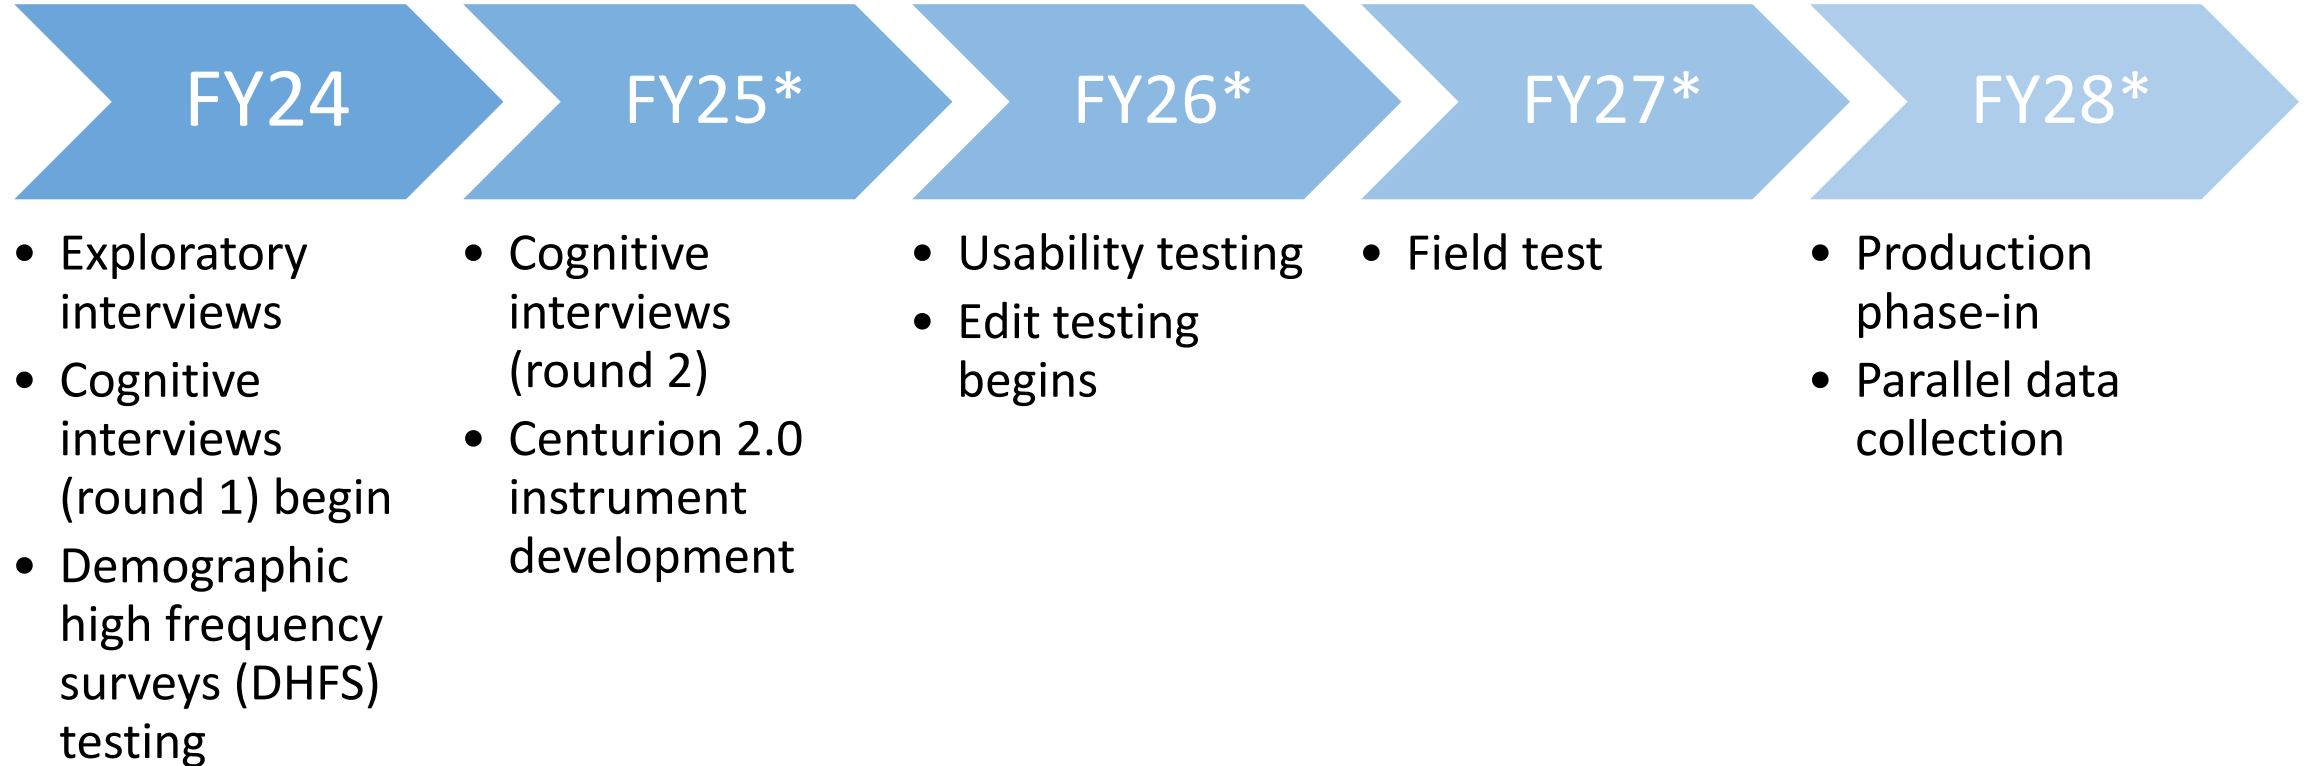 FY24
• Exploratory
interviews
• Cognitive
interviews
(round 1) begin
• Demographic
high frequency
surveys (DHFS)
testing
FY25*
• Cognitive
interviews
(round 2)
• Centurion 2.0
instrument
development
FY26*
• Usability testing
• Edit testing
begins
FY27*
• Field test
FY28*
• Production
phase-in
• Parallel data
collection